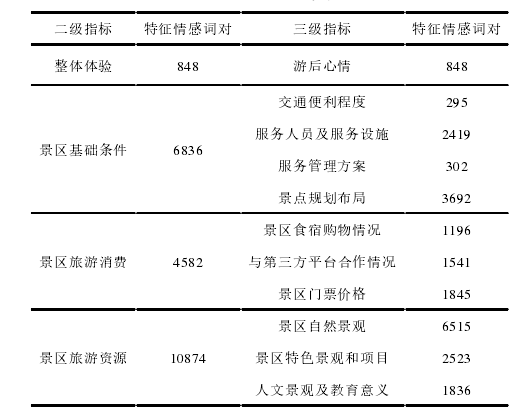 二级指标 特征情感词对 三级指标 特征情感词对
整体体验 848 游后心情 848
交通便利程度 295
服务人员及服务设施 2419
景区基础条件 6836
服务管理方案 302
景点规划布局 3692
景区食宿购物情况 1196
景区旅游消费 4582 与第三方平台合作情况 1541
景区门票价格 1845
景区自然景观 6515
景区旅游资源 10874 景区特色景观和项目 2523
人文景观及教育意义 1836